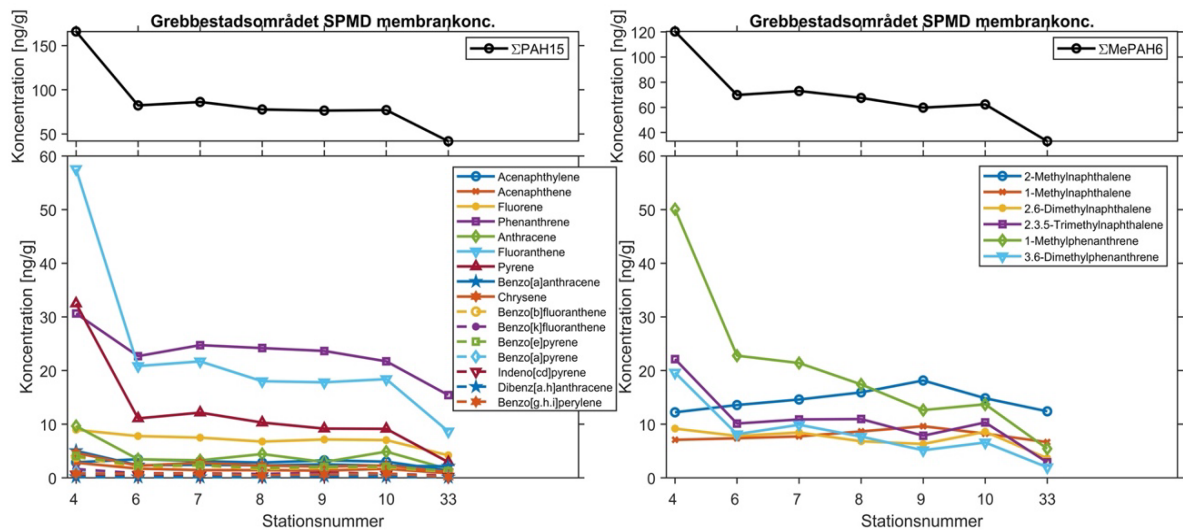 Grebbestadsområdet SPMD membrankonc.
Koncentration [ng/g]
150
100
50
ΣPAH15
Koncentration [ng/g]
60
50
40
30
20
10
0
Acenaphthylene
Acenaphthene
Fluorene
Phenanthrene
Anthracene
Fluoranthene
Pyrene
Benzo[a]anthracene
Chrysene
Benzo[b]fluoranthene
Benzo[k]fluoranthene
Benzo[e]pyrene
Benzo[a]pyrene
Indeno[cd]pyrene
Dibenz[a.h]anthracene
Benzo[g.h.i]perylene
4 6 7 8 9 10 33
Stationsnummer
Grebbestadsområdet SPMD membrankonc.
Koncentration [ng/g]
120
100
80
60
40
ΣMePAH6
Koncentration [ng/g]
60
50
40
30
20
10
0
2-Methylnaphthalene
1-Methylnaphthalene
2.6-Dimethylnaphthalene
2.3.5-Trimethylnaphthalene
1-Methylphenanthrene
3.6-Dimethylphenanthrene
4 6 7 8 9 10 33
Stationsnummer